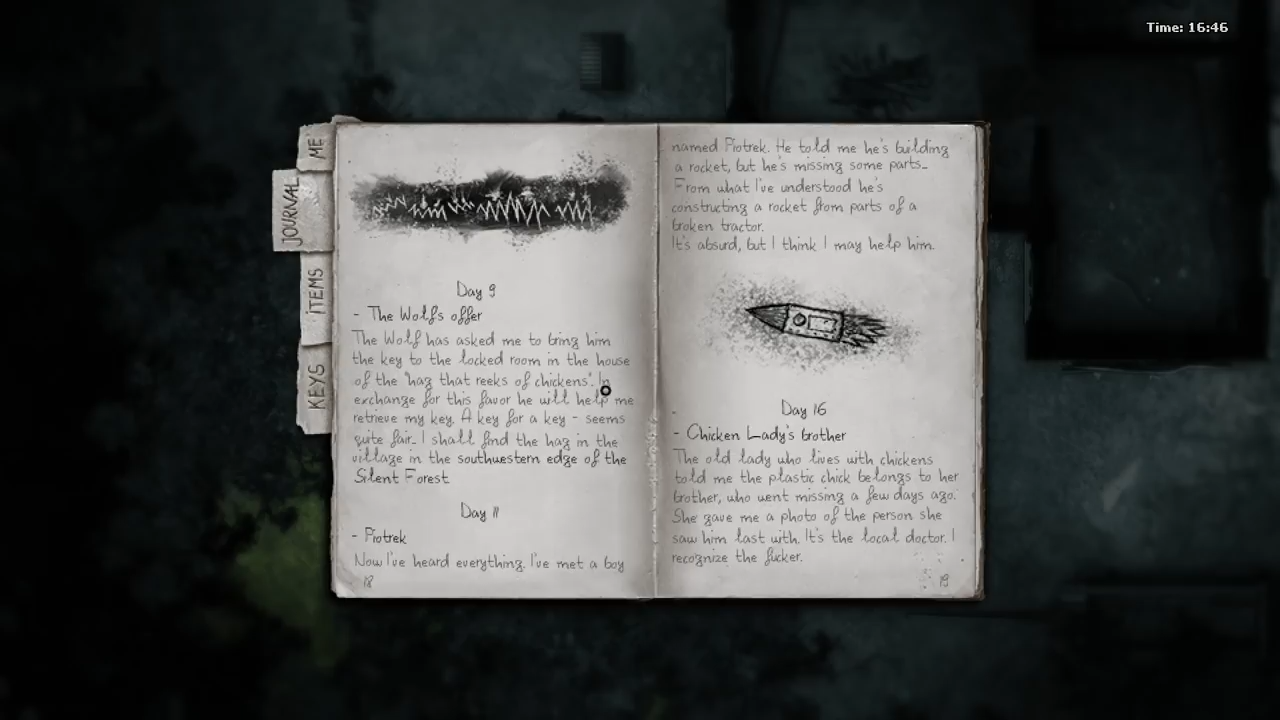 Time: 16:46
ME
JOURNAL
ITEMS
KEYS
Day 9
- The Wolf's offer
The Wolf has asked me to bring him
the key to the locked room in the house
of the "hag that reeks of chickens". In
exchange for this favor he will help me
retrieve my key. A key for a key - seems
quite fair... I shall find the hag in the
village in the southwestern edge of the
Silent Forest
Day 11
- Piotrek
Now I've heard everything. I've met a boy
18
named Piotrek. He told me he's building
a rocket, but he's missing some parts...
From what I've understood he's
constructing a rocket from parts of a
broken tractor.
It's absurd, but I think I may help him.
Day 16
- Chicken Lady's brother
The old lady who lives with chickens
told me the plastic chick belongs to her
brother, who went missing a few days ago.
She gave me a photo of the person she
saw him last with. It's the local doctor. I
recognize the fucker.
19